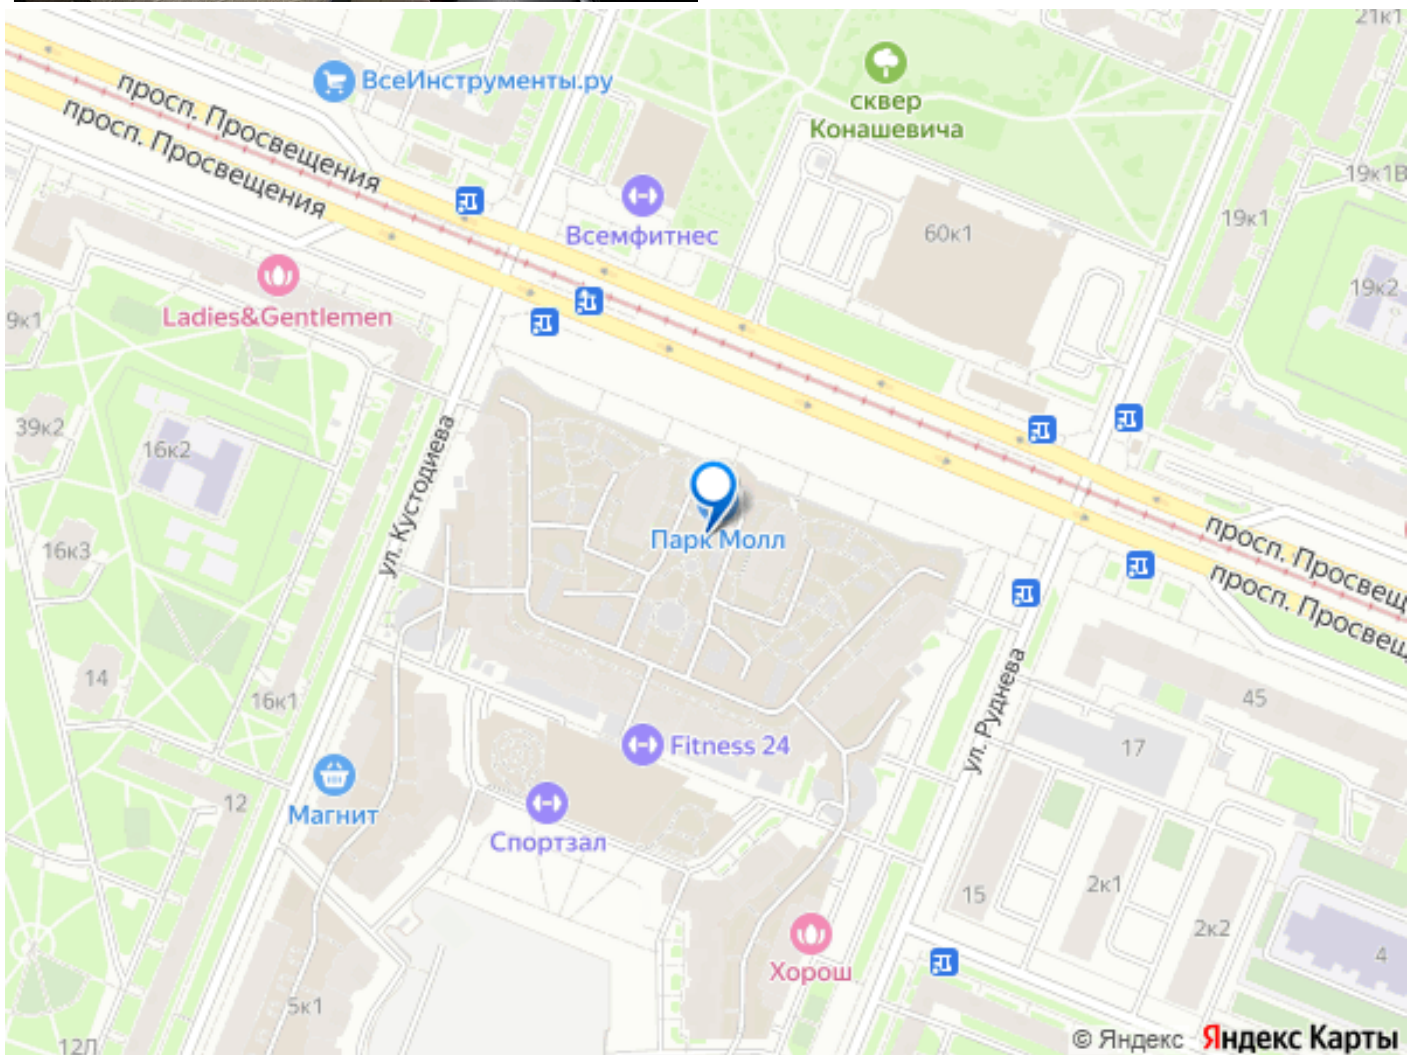 21к1
ВсеИнструменты.ру
сквер
Конашевича
просп. Просвещения
просп. Просвещения
19к1В
19к1
60к1
Всемфитнес
19к2
Ladies&Gentlemen
9к1
39к2
16к2
ул. Кустодиева
Парк Молл
16к3
просп. Просвещ
просп. Просвещ
14
16к1
ул. Руднева
45
17
Fitness 24
12
Магнит
Спортзал
15
2к1
2к2
4
Хорош
5к1
12Л
© Яндекс Яндекс Карты